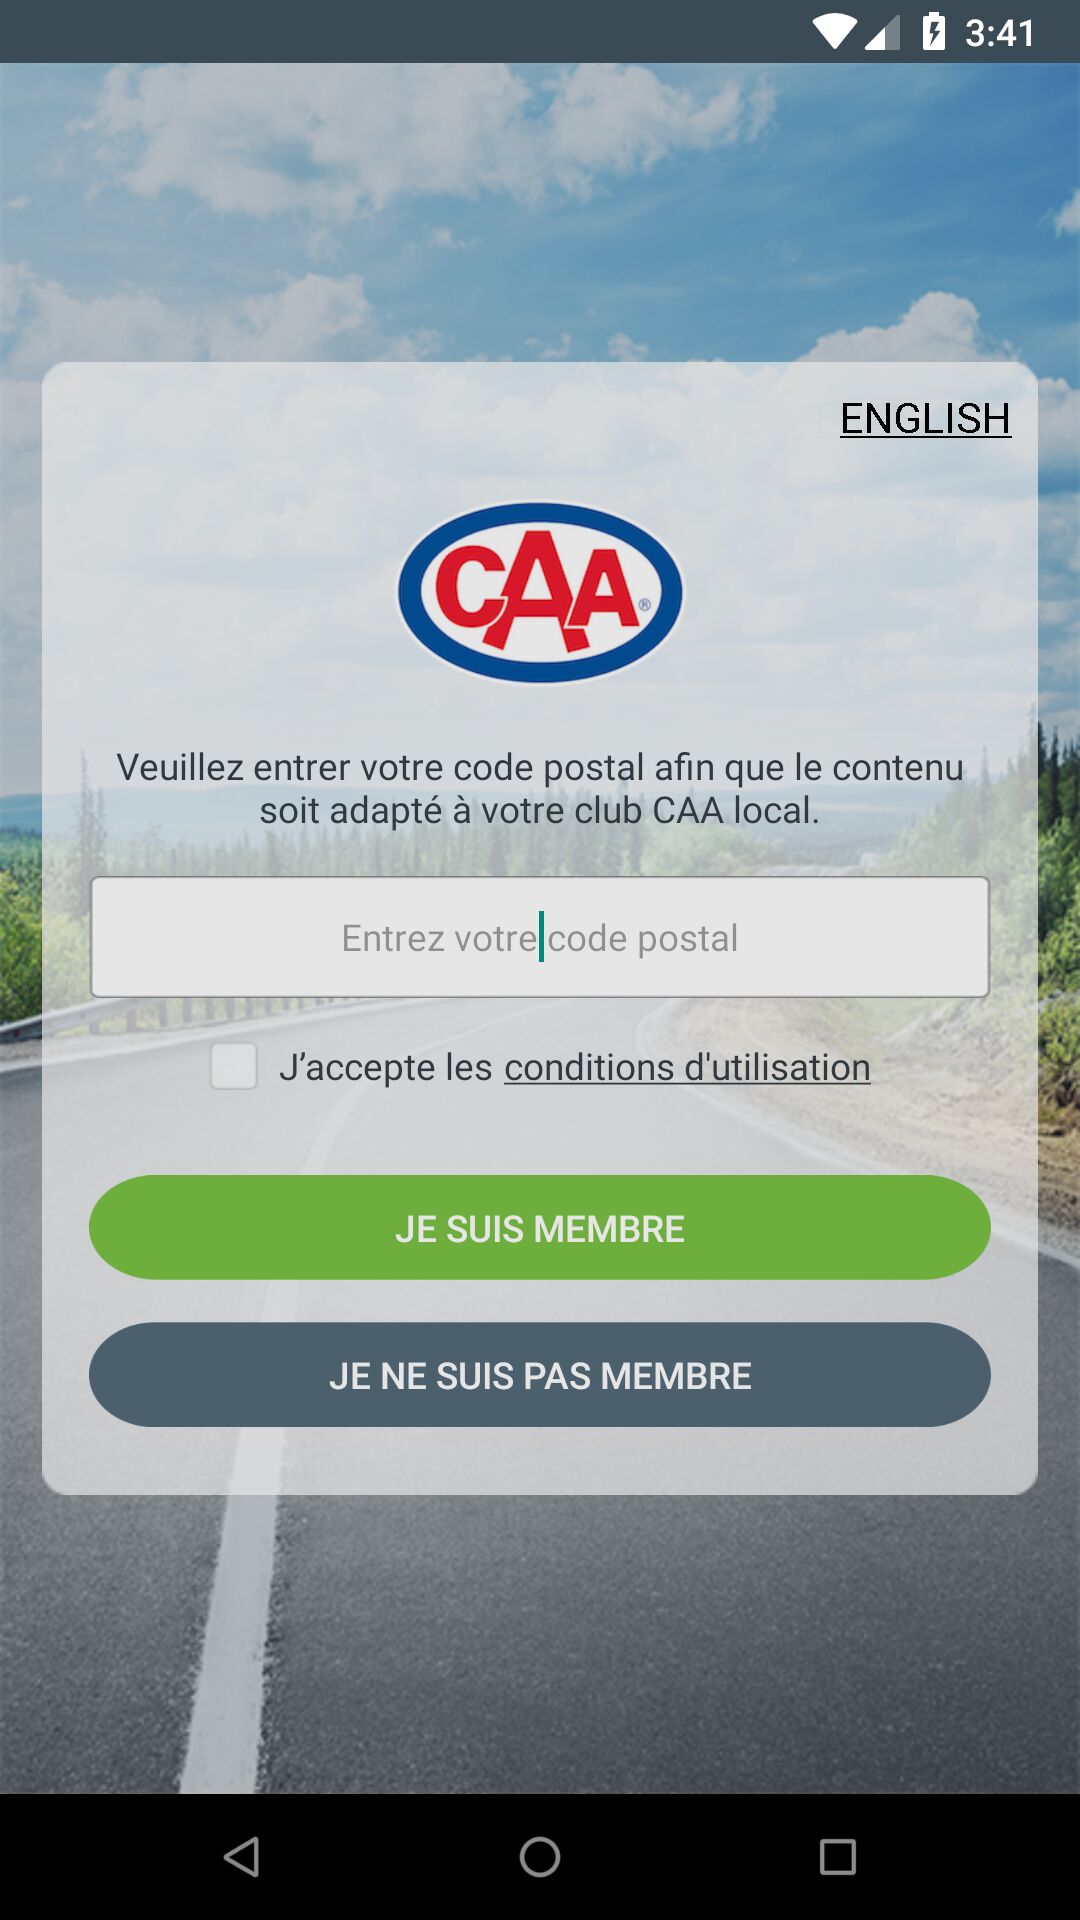 3:41
ENGLISH
CAA®
Veuillez entrer votre code postal afin que le contenu
soit adapté à votre club CAA local.
Entrez votre code postal
J’accepte les conditions d'utilisation
JE SUIS MEMBRE
JE NE SUIS PAS MEMBRE